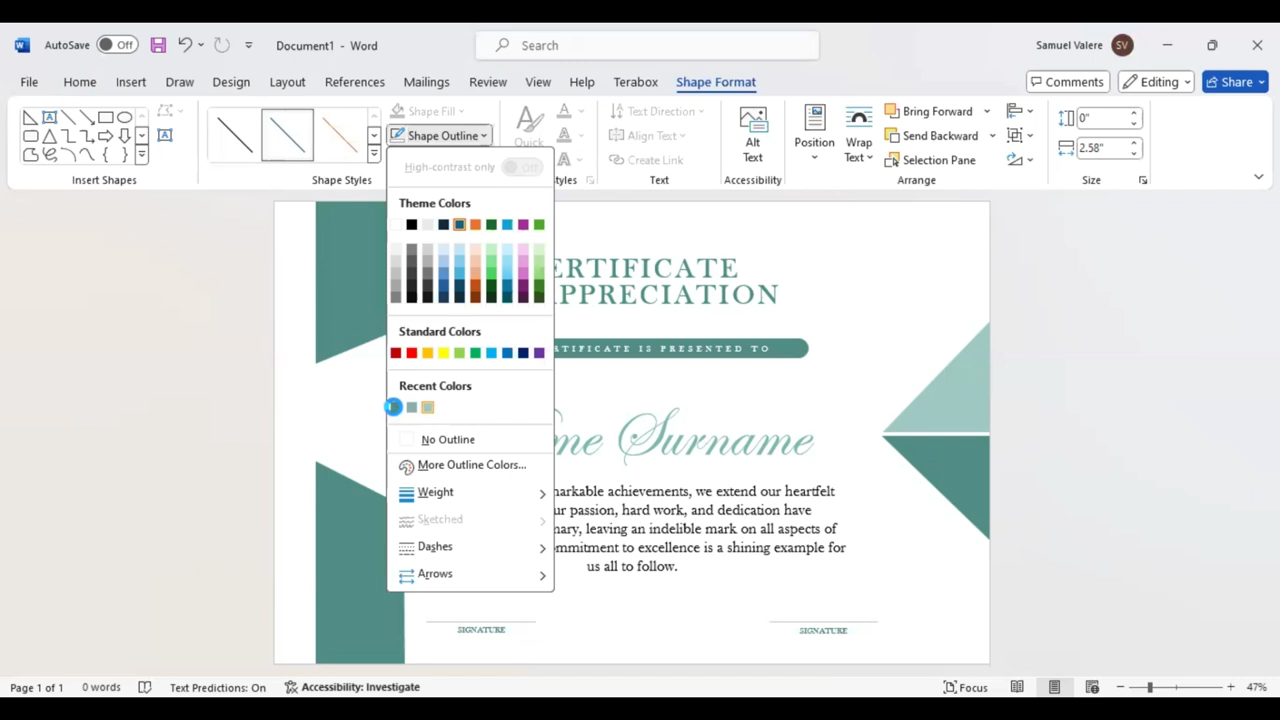 AutoSave Off Document1 - Word Search Samuel Valere SV
File Home Insert Draw Design Layout References Mailings Review View Help Terabox Shape Format Comments Editing Share
Shape Fill Text Direction Bring Forward 0"
Shape Outline Quick Align Text Alt Text Position Wrap Text Send Backward 2.58"
Create Link Selection Pane
Insert Shapes Shape Styles Text Accessibility Arrange Size
High-contrast only Off
Theme Colors
Standard Colors
Recent Colors
No Outline
More Outline Colors...
Weight
Sketched
Dashes
Arrows
ERTIFICATE
APPRECIATION
TIFICATE IS PRESENTED TO
me Surname
markable achievements, we extend our heartfelt
ur passion, hard work, and dedication have
nary, leaving an indelible mark on all aspects of
ommitment to excellence is a shining example for
us all to follow.
SIGNATURE SIGNATURE
Page 1 of 1 0 words Text Predictions: On Accessibility: Investigate Focus 47%